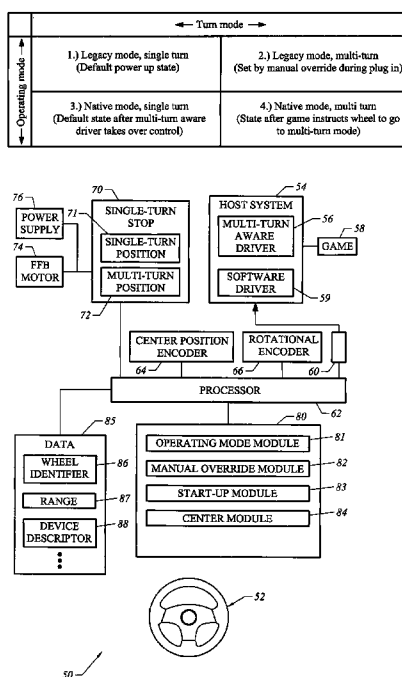 Turn mode
Operating mode
1.) Legacy mode, single turn
(Default power up state)
2.) Legacy mode, multi-turn
(Set by manual override during plug in)
3.) Native mode, single turn
(Default state after multi-turn aware
driver takes over control)
4.) Native mode, multi turn
(State after game instructs wheel to go
to multi-turn mode)
76
POWER
SUPPLY
74
FFB
MOTOR
70
SINGLE-TURN
STOP
71
SINGLE-TURN
POSITION
MULTI-TURN
POSITION
72
54
HOST SYSTEM
56
MULTI-TURN
AWARE
DRIVER
58
GAME
SOFTWARE
DRIVER
59
CENTER POSITION
ENCODER
64
ROTATIONAL
ENCODER
66
60
PROCESSOR
62
85
DATA
WHEEL
IDENTIFIER
86
RANGE
87
DEVICE
DESCRIPTOR
88
80
OPERATING MODE MODULE
81
MANUAL OVERRIDE MODULE
82
START-UP MODULE
83
CENTER MODULE
84
52
50